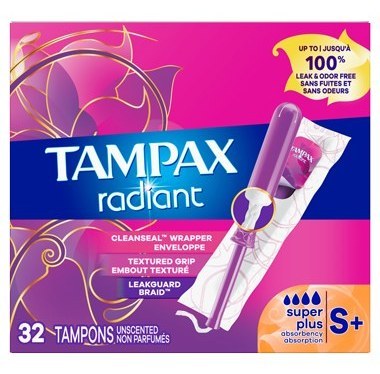 UP TO | JUSQU'À
100%
LEAK & ODOR FREE
SANS FUITES ET
SANS ODEURS
TAMPAX
radiant
CLEANSEAL™ WRAPPER
ENVELOPPE
TEXTURED GRIP
EMBOUT TEXTURÉ
LEAKGUARD
BRAID™
TAMPAX
32 TAMPONS UNSCENTED
NON PARFUMÉS
super
plus
absorbency
absorption
S+